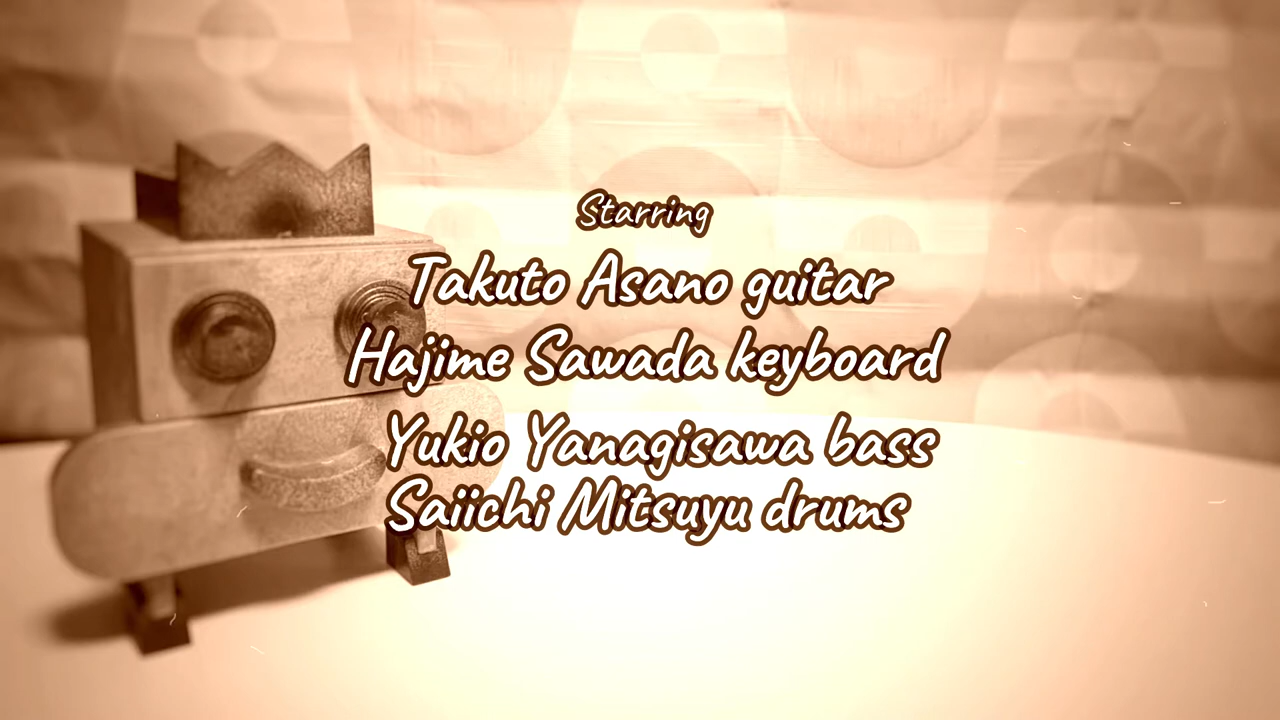 Starring
Takuto Asano guitar
Hajime Sawada keyboard
Yukio Yanagisawa bass
Saiichi Mitsuyu drums